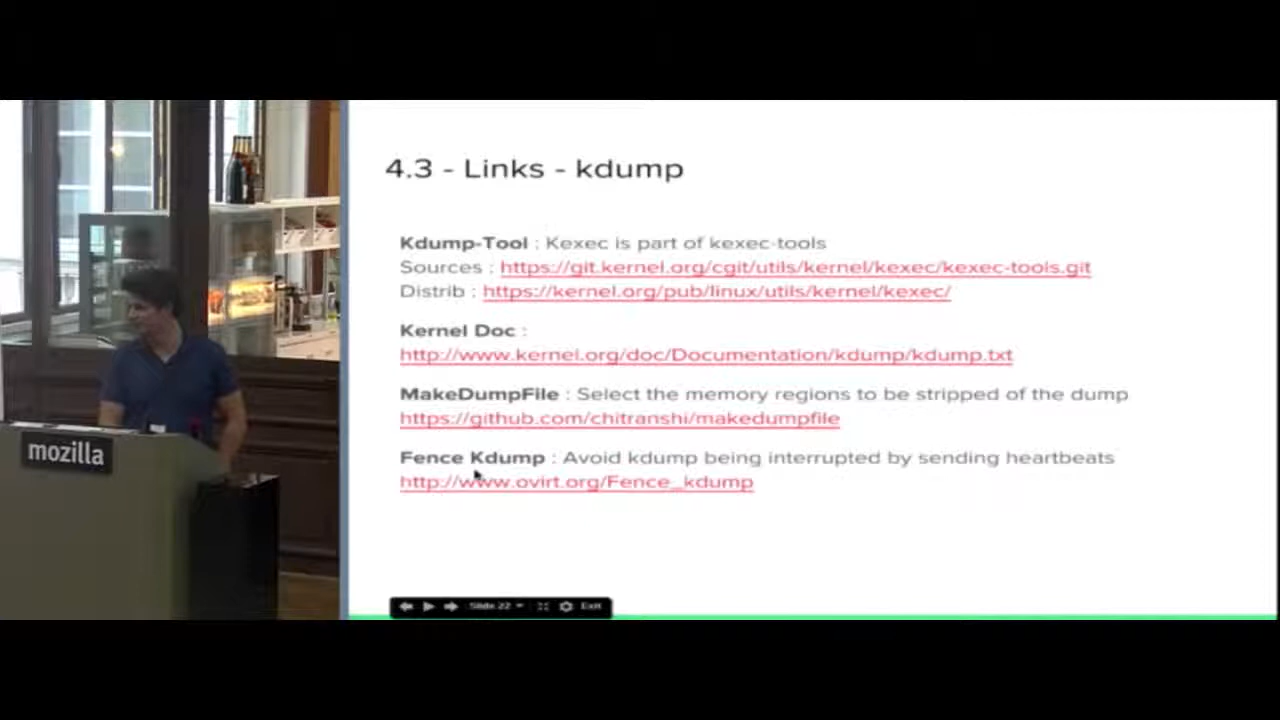 4.3 - Links - kdump
Kdump-Tool : Kexec is part of kexec-tools
Sources : https://git.kernel.org/cgit/utils/kernel/kexec/kexec-tools.git
Distrib : https://kernel.org/pub/linux/utils/kernel/kexec/
Kernel Doc :
http://www.kernel.org/doc/Documentation/kdump/kdump.txt
MakeDumpFile : Select the memory regions to be stripped of the dump
https://github.com/chitranshi/makedumpfile
Fence Kdump : Avoid kdump being interrupted by sending heartbeats
http://www.ovirt.org/Fence_kdump
Slide 22
Exit
mozilla